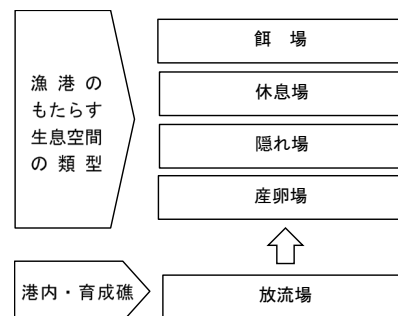 漁港の
もたらす
生息空間
の類型
餌　場
休息場
隠れ場
産卵場
港内・育成礁
放流場